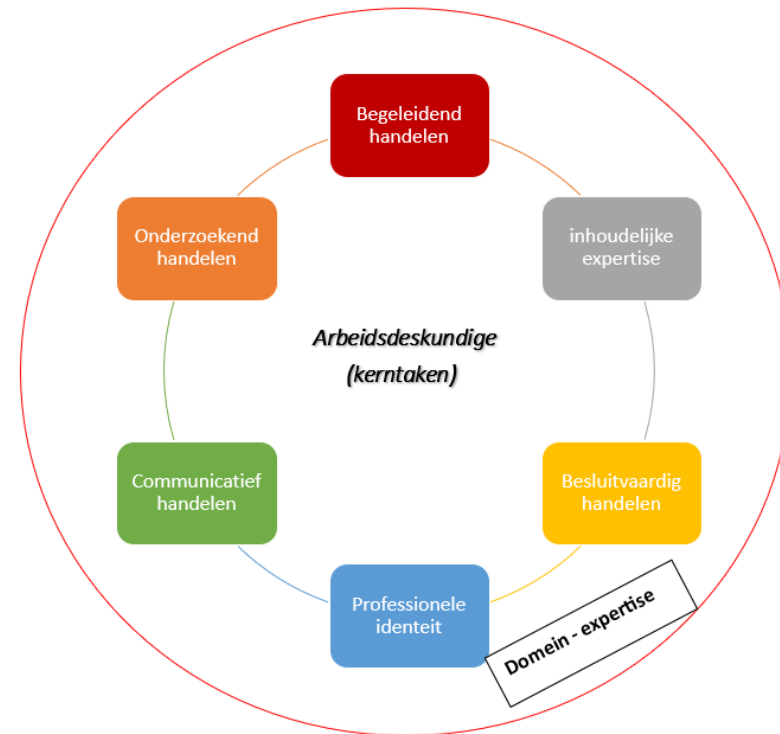 Begeleidend
handelen
inhoudelijke
expertise
Onderzoekend
handelen
Arbeidsdeskundige
(kerntaken)
Communicatief
handelen
Besluitvaardig
handelen
Professionele
identeit
Domein - expertise